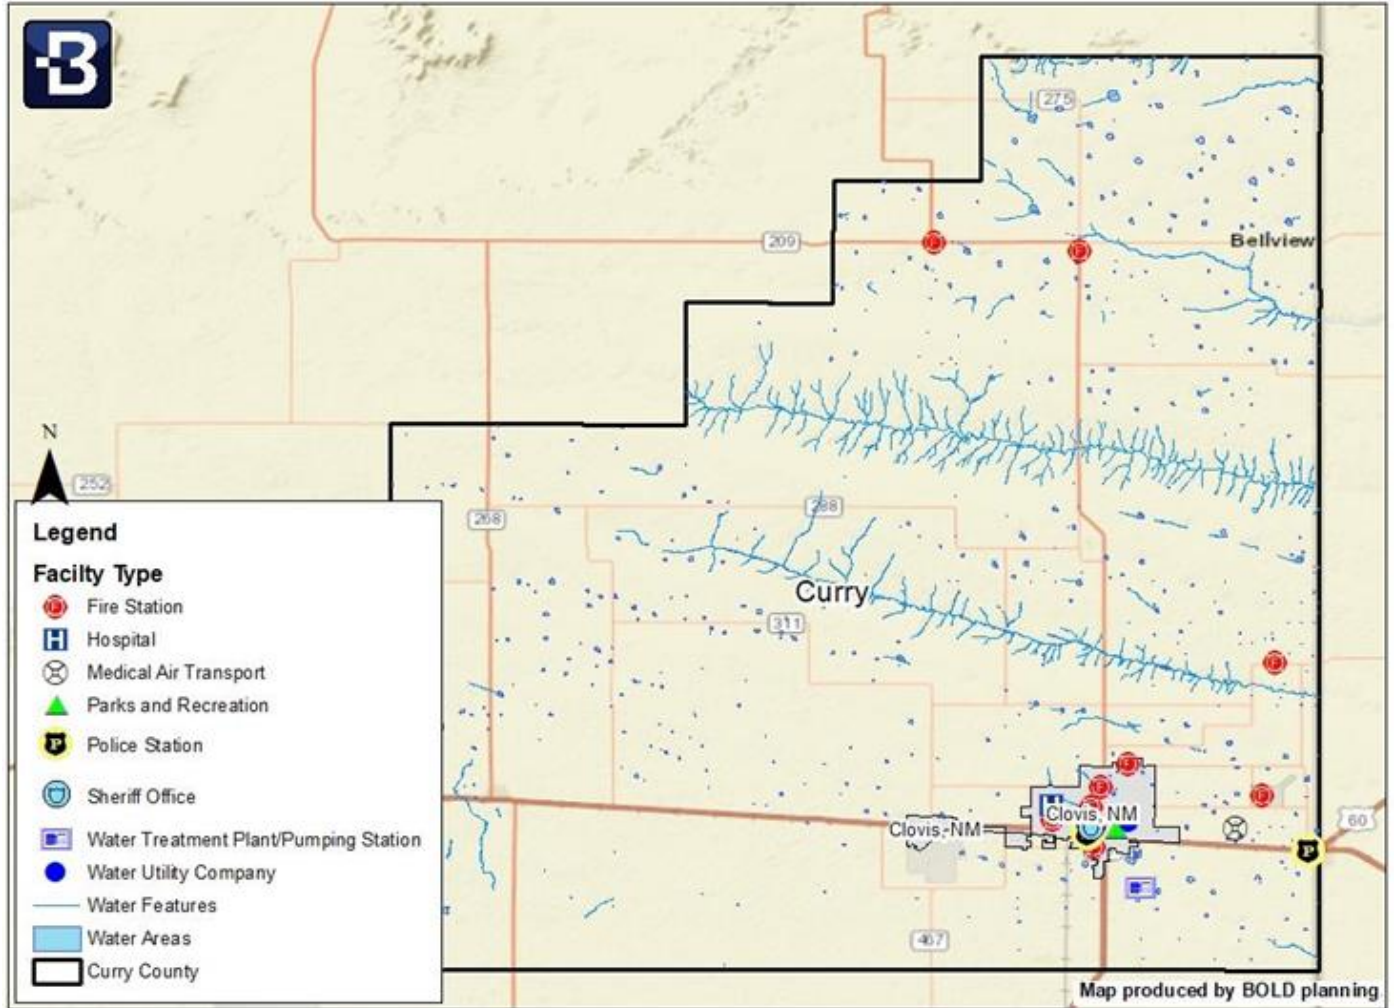 B
275
209
Bellview
N
252
268
288
Curry
311
Clovis, NM
Clovis, NM
60
467
Legend
Facilty Type
F Fire Station
H Hospital
Medical Air Transport
Parks and Recreation
P Police Station
Sheriff Office
Water Treatment Plant/Pumping Station
Water Utility Company
Water Features
Water Areas
Curry County
Map produced by BOLD planning